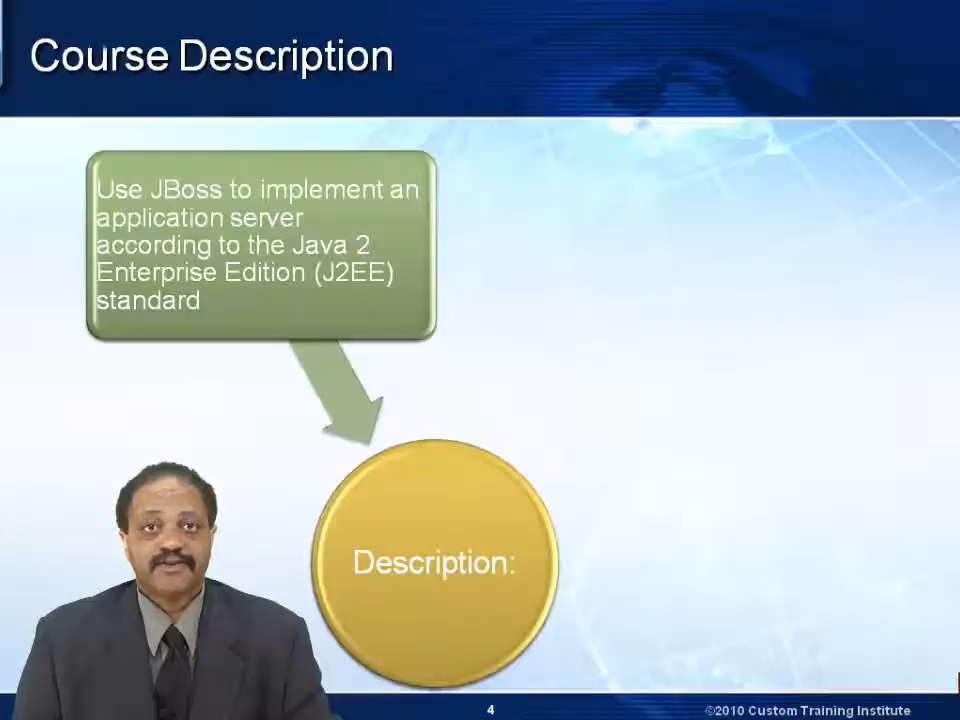 Course Description
Use JBoss to implement an
application server
according to the Java 2
Enterprise Edition (J2EE)
standard
Description:
4
©2010 Custom Training Institute